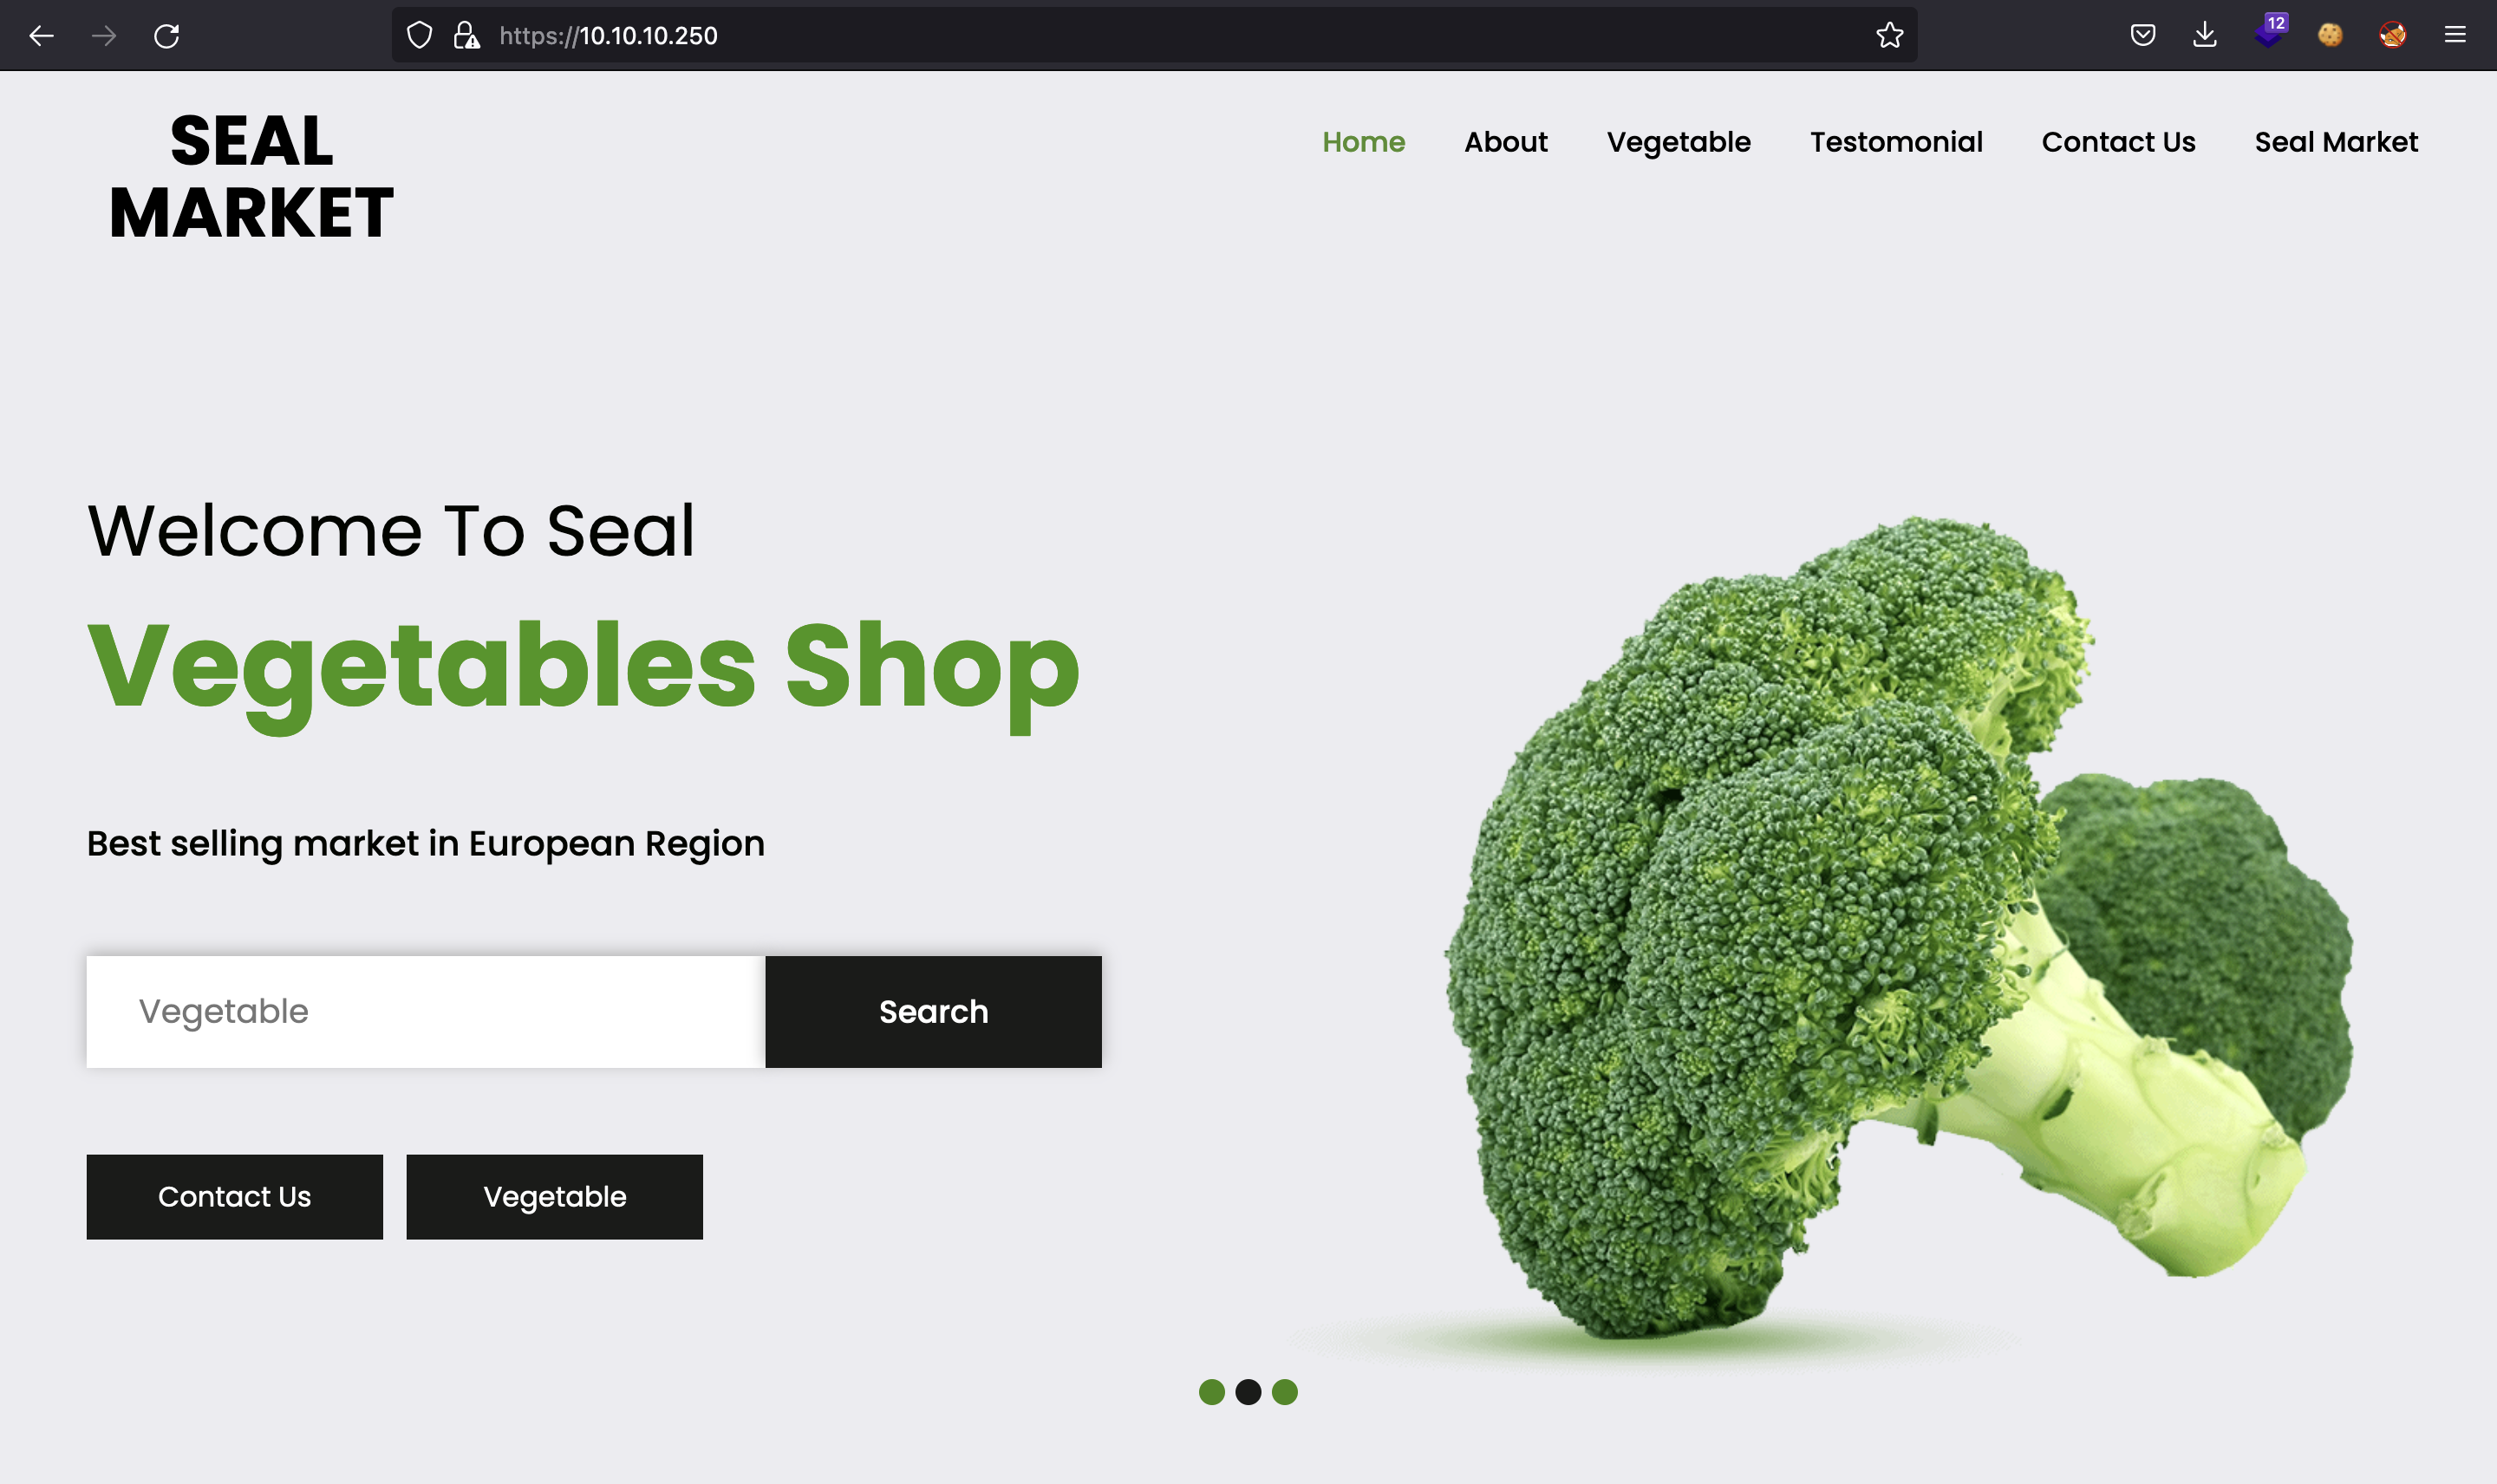 https://10.10.10.250
12
SEAL
MARKET
Home About Vegetable Testomonial Contact Us Seal Market
Welcome To Seal
Vegetables Shop
Best selling market in European Region
Vegetable Search
Contact Us Vegetable